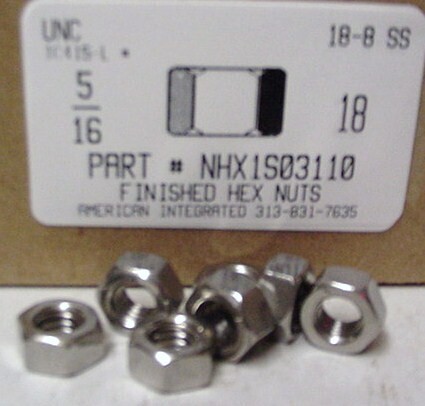 UNC 18-8 SS
5
16
18
PART # NHX1S03110
FINISHED HEX NUTS
AMERICAN INTEGRATED 313-831-7635